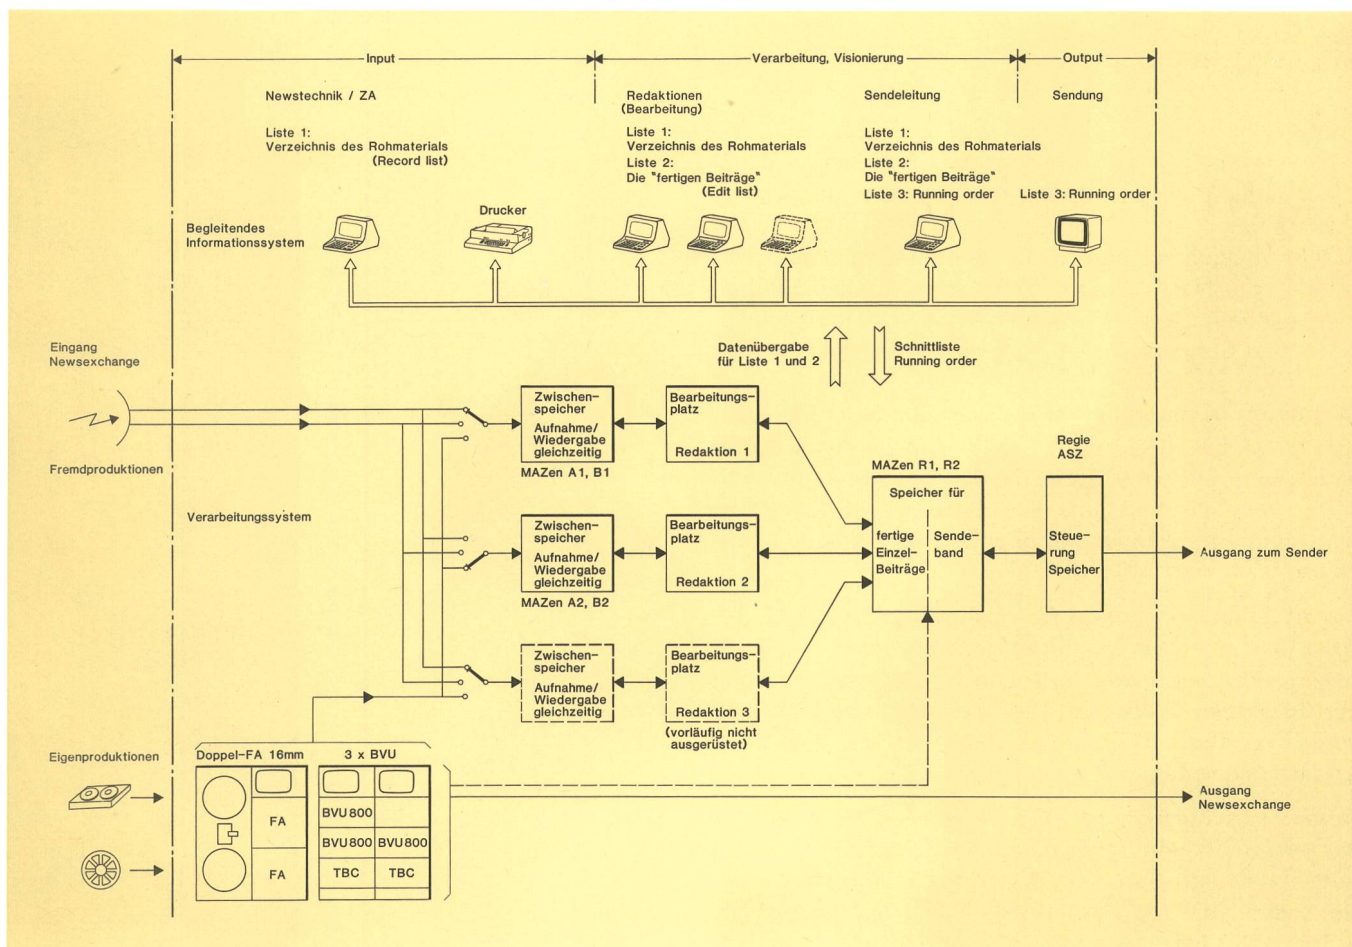 Input
Verarbeitung, Visionierung
Output
Newstechnik / ZA
Liste 1:
Verzeichnis des Rohmaterials
(Record list)
Redaktionen
(Bearbeitung)
Liste 1:
Verzeichnis des Rohmaterials
Liste 2:
Die "fertigen Beiträge"
(Edit list)
Sendeleitung
Liste 1:
Verzeichnis des Rohmaterials
Liste 2:
Die "fertigen Beiträge"
Liste 3: Running order
Sendung
Liste 3: Running order
Begleitendes
Informationssystem
Drucker
Datenübergabe
für Liste 1 und 2
Schnittliste
Running order
Eingang
Newsexchange
Fremdproduktionen
Verarbeitungssystem
Zwischen-
speicher
Aufnahme/
Wiedergabe
gleichzeitig
MAZen A1, B1
Bearbeitungs-
platz
Redaktion 1
Zwischen-
speicher
Aufnahme/
Wiedergabe
gleichzeitig
MAZen A2, B2
Bearbeitungs-
platz
Redaktion 2
Zwischen-
speicher
Aufnahme/
Wiedergabe
gleichzeitig
Bearbeitungs-
platz
Redaktion 3
(vorläufig nicht
ausgerüstet)
MAZen R1, R2
Speicher für
fertige
Einzel-
Beiträge
Sende-
band
Regie
ASZ
Steue-
rung
Speicher
Ausgang zum Sender
Eigenproduktionen
Doppel-FA 16mm
FA
FA
3 x BVU
BVU800
BVU800
BVU800
TBC
TBC
Ausgang
Newsexchange